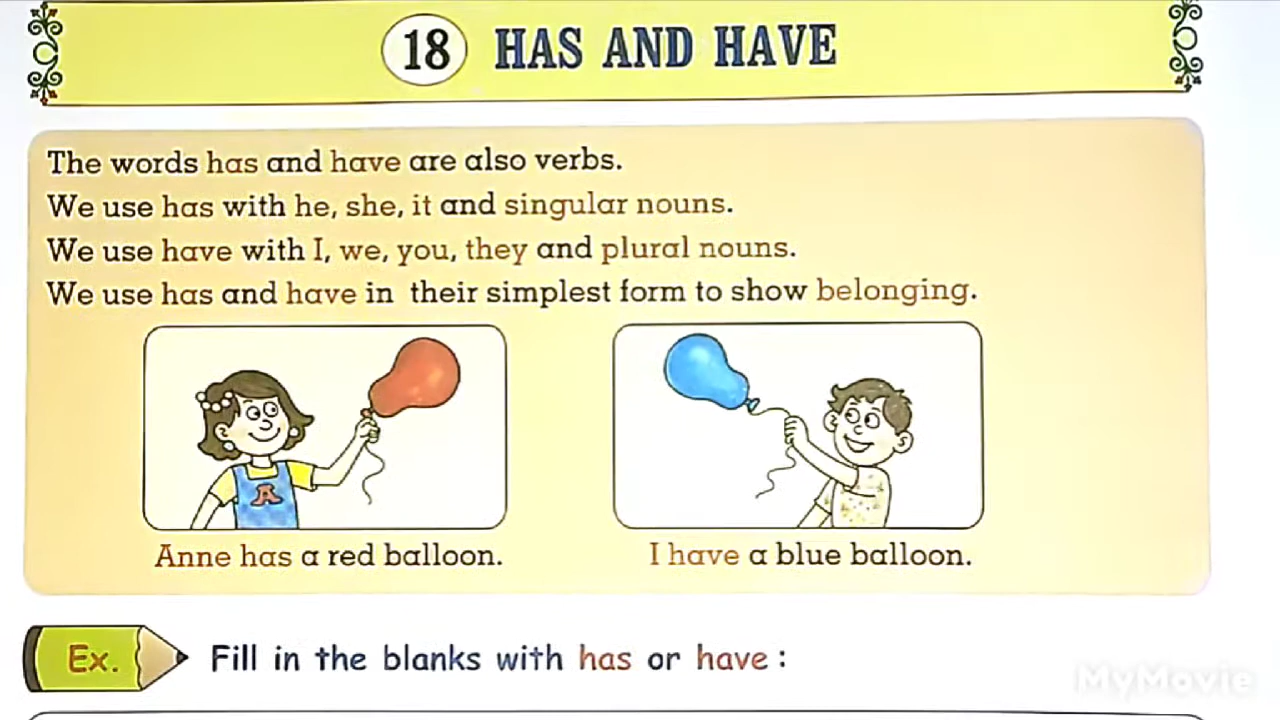 18 HAS AND HAVE
The words has and have are also verbs.
We use has with he, she, it and singular nouns.
We use have with I, we, you, they and plural nouns.
We use has and have in their simplest form to show belonging.
A
Anne has a red balloon.
I have a blue balloon.
Ex. Fill in the blanks with has or have :
MyMovie